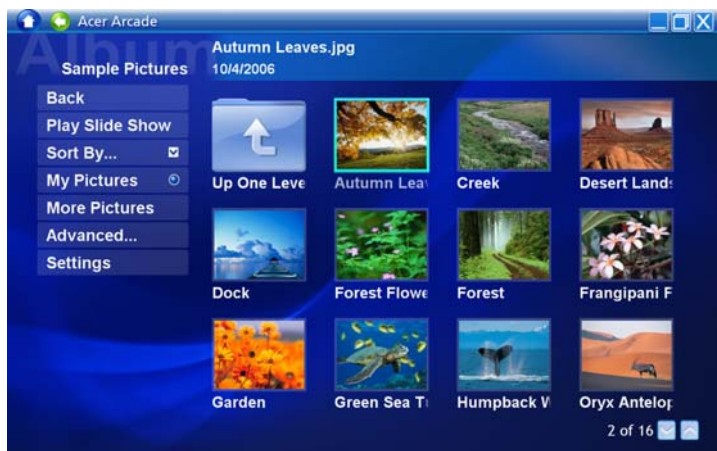 Acer Arcade
Album
Autumn Leaves.jpg
Sample Pictures
10/4/2006
Back
Play Slide Show
Sort By...
My Pictures
More Pictures
Advanced...
Settings
Up One Leve
Autumn Leav
Creek
Desert Lands
Dock
Forest Flowe
Forest
Frangipani F
Garden
Green Sea T
Humpback W
Oryx Antelop
2 of 16